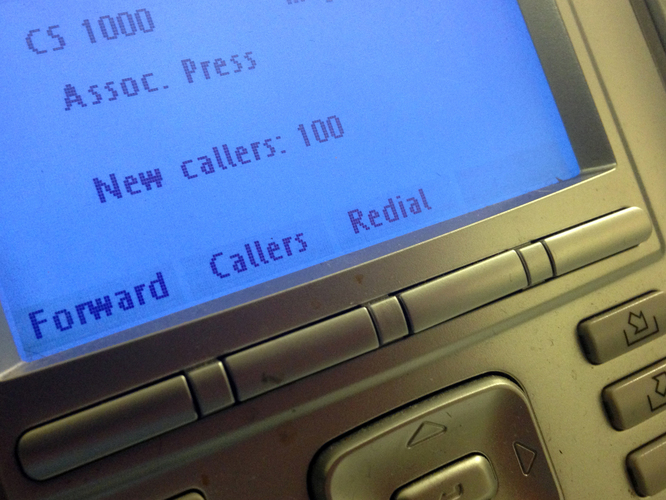 CS 1000
Assoc. Press
New callers: 100
Forward Callers Redial